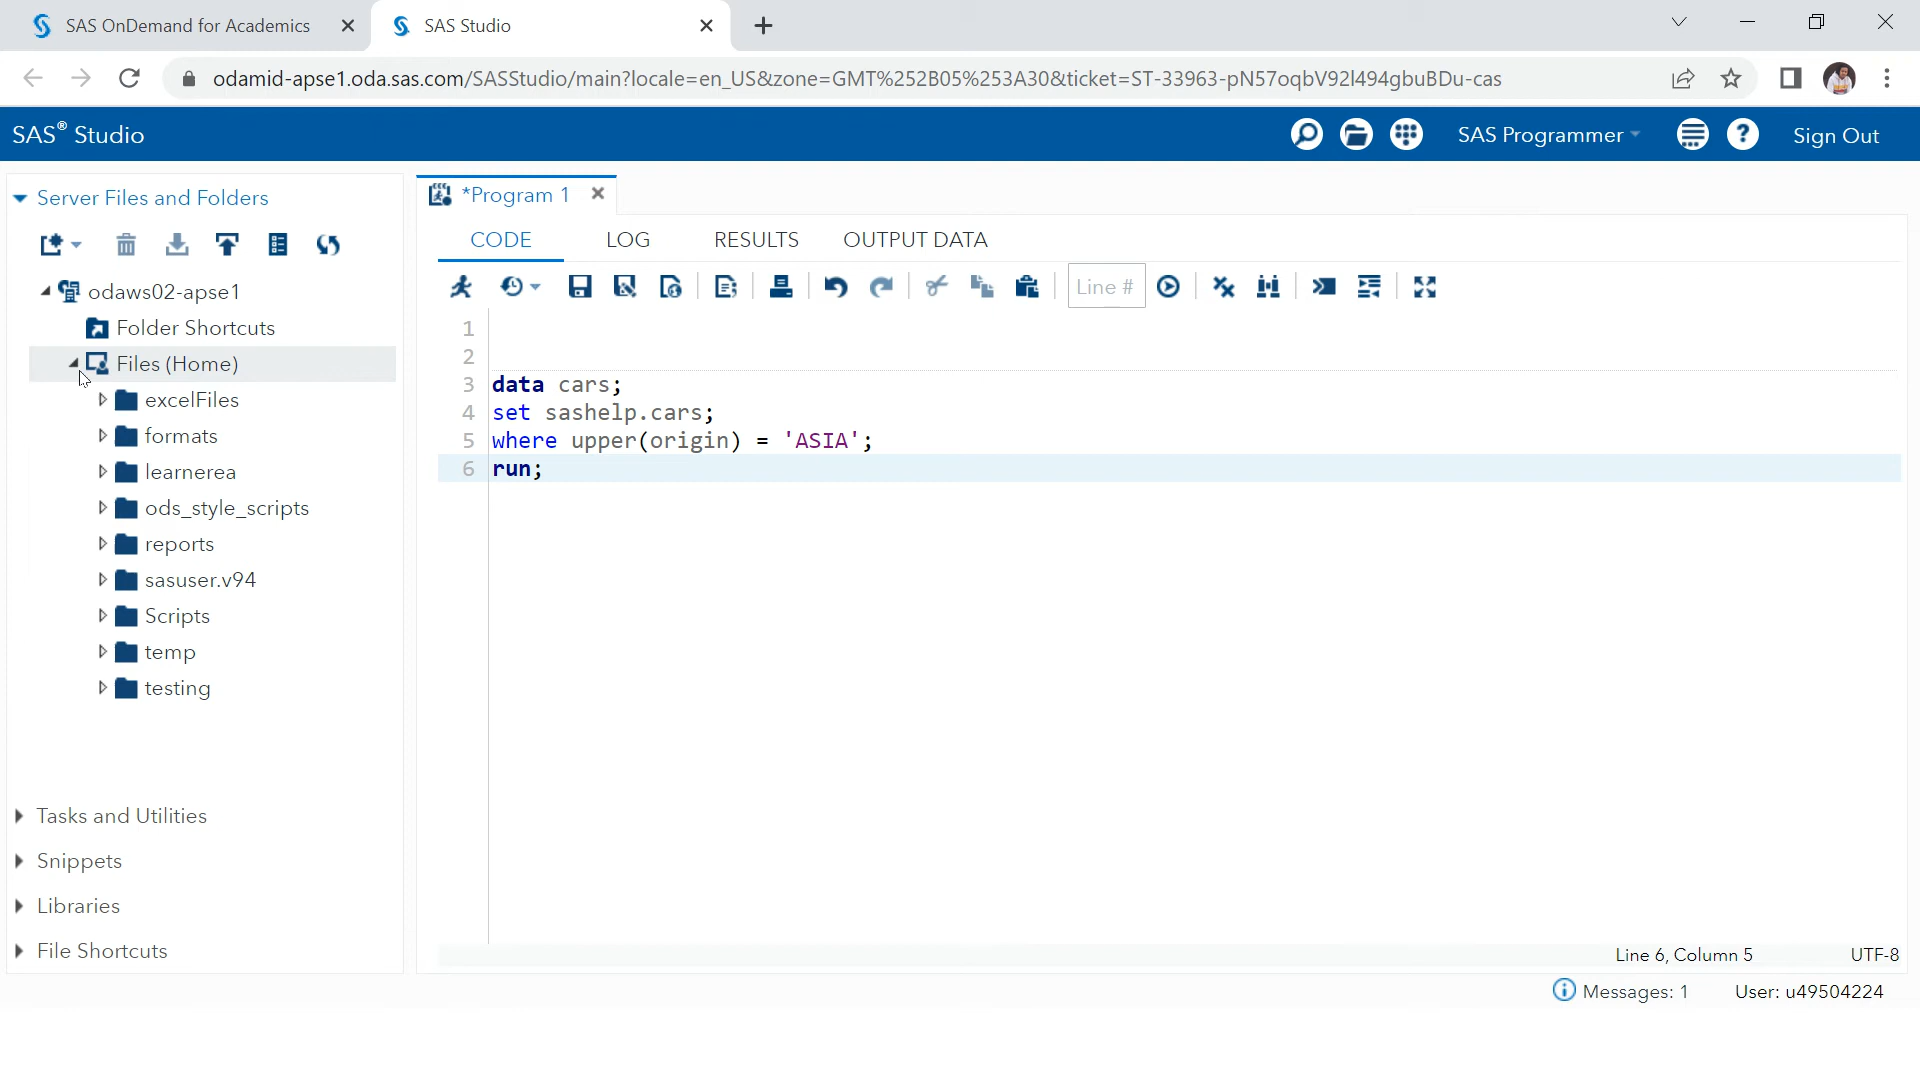 SAS OnDemand for Academics
SAS Studio
odamid-apse1.oda.sas.com/SASStudio/main?locale=en_US&zone=GMT%252B05%253A30&ticket=ST-33963-pN57oqbV92l494gbuBDu-cas
SAS® Studio
SAS Programmer
Sign Out
Server Files and Folders
odaws02-apse1
Folder Shortcuts
Files (Home)
excelFiles
formats
learnerea
ods_style_scripts
reports
sasuser.v94
Scripts
temp
testing
Tasks and Utilities
Snippets
Libraries
File Shortcuts
*Program 1
CODE LOG RESULTS OUTPUT DATA
Line #
1
2
3 data cars;
4 set sashelp.cars;
5 where upper(origin) = 'ASIA';
6 run;
Line 6, Column 5 UTF-8
Messages: 1 User: u49504224